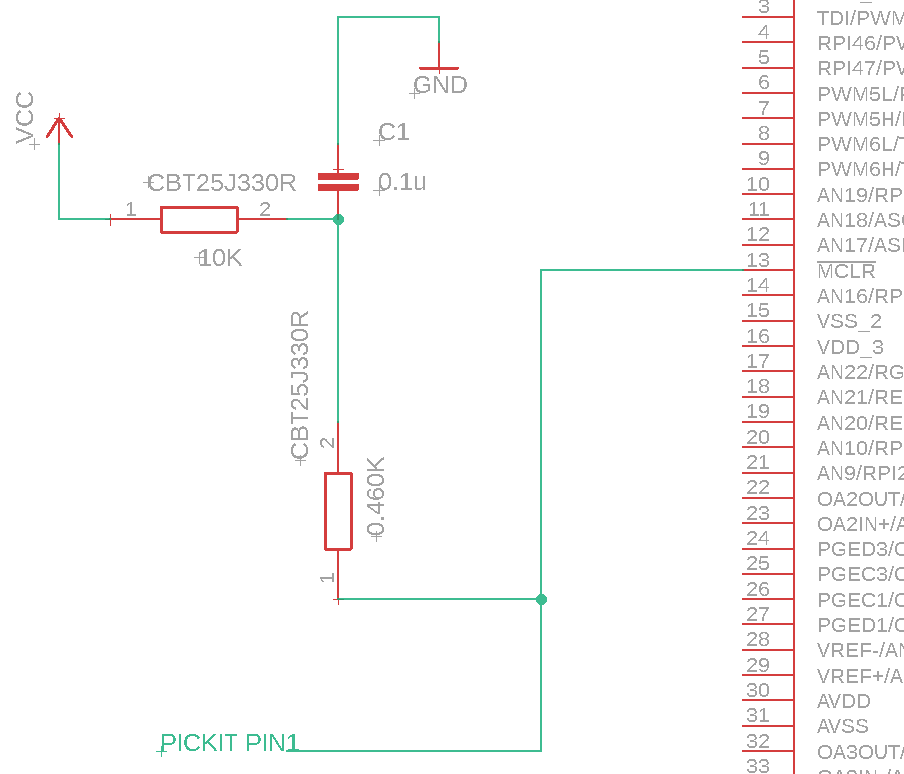 GND
VCC
C1
0.1u
CBT25J330R
1
2
10K
CBT25J330R
2
0.460K
1
PICKIT PIN1
3
TDI/PWM
4
RPI46/PV
5
RPI47/PV
6
PWM5L/
7
PWM5H/
8
PWM6L/
9
PWM6H/
10
AN19/RP
11
AN18/AS
12
AN17/AS
13
MCLR
14
AN16/RP
15
VSS_2
16
VDD_3
17
AN22/RG
18
AN21/RE
19
AN20/RE
20
AN10/RP
21
AN9/RPI2
22
OA2OUT/
23
OA2IN+/A
24
PGED3/
25
PGEC3/
26
PGEC1/
27
PGED1/
28
VREF-/AN
29
VREF+/A
30
AVDD
31
AVSS
32
OA3OUT/
33